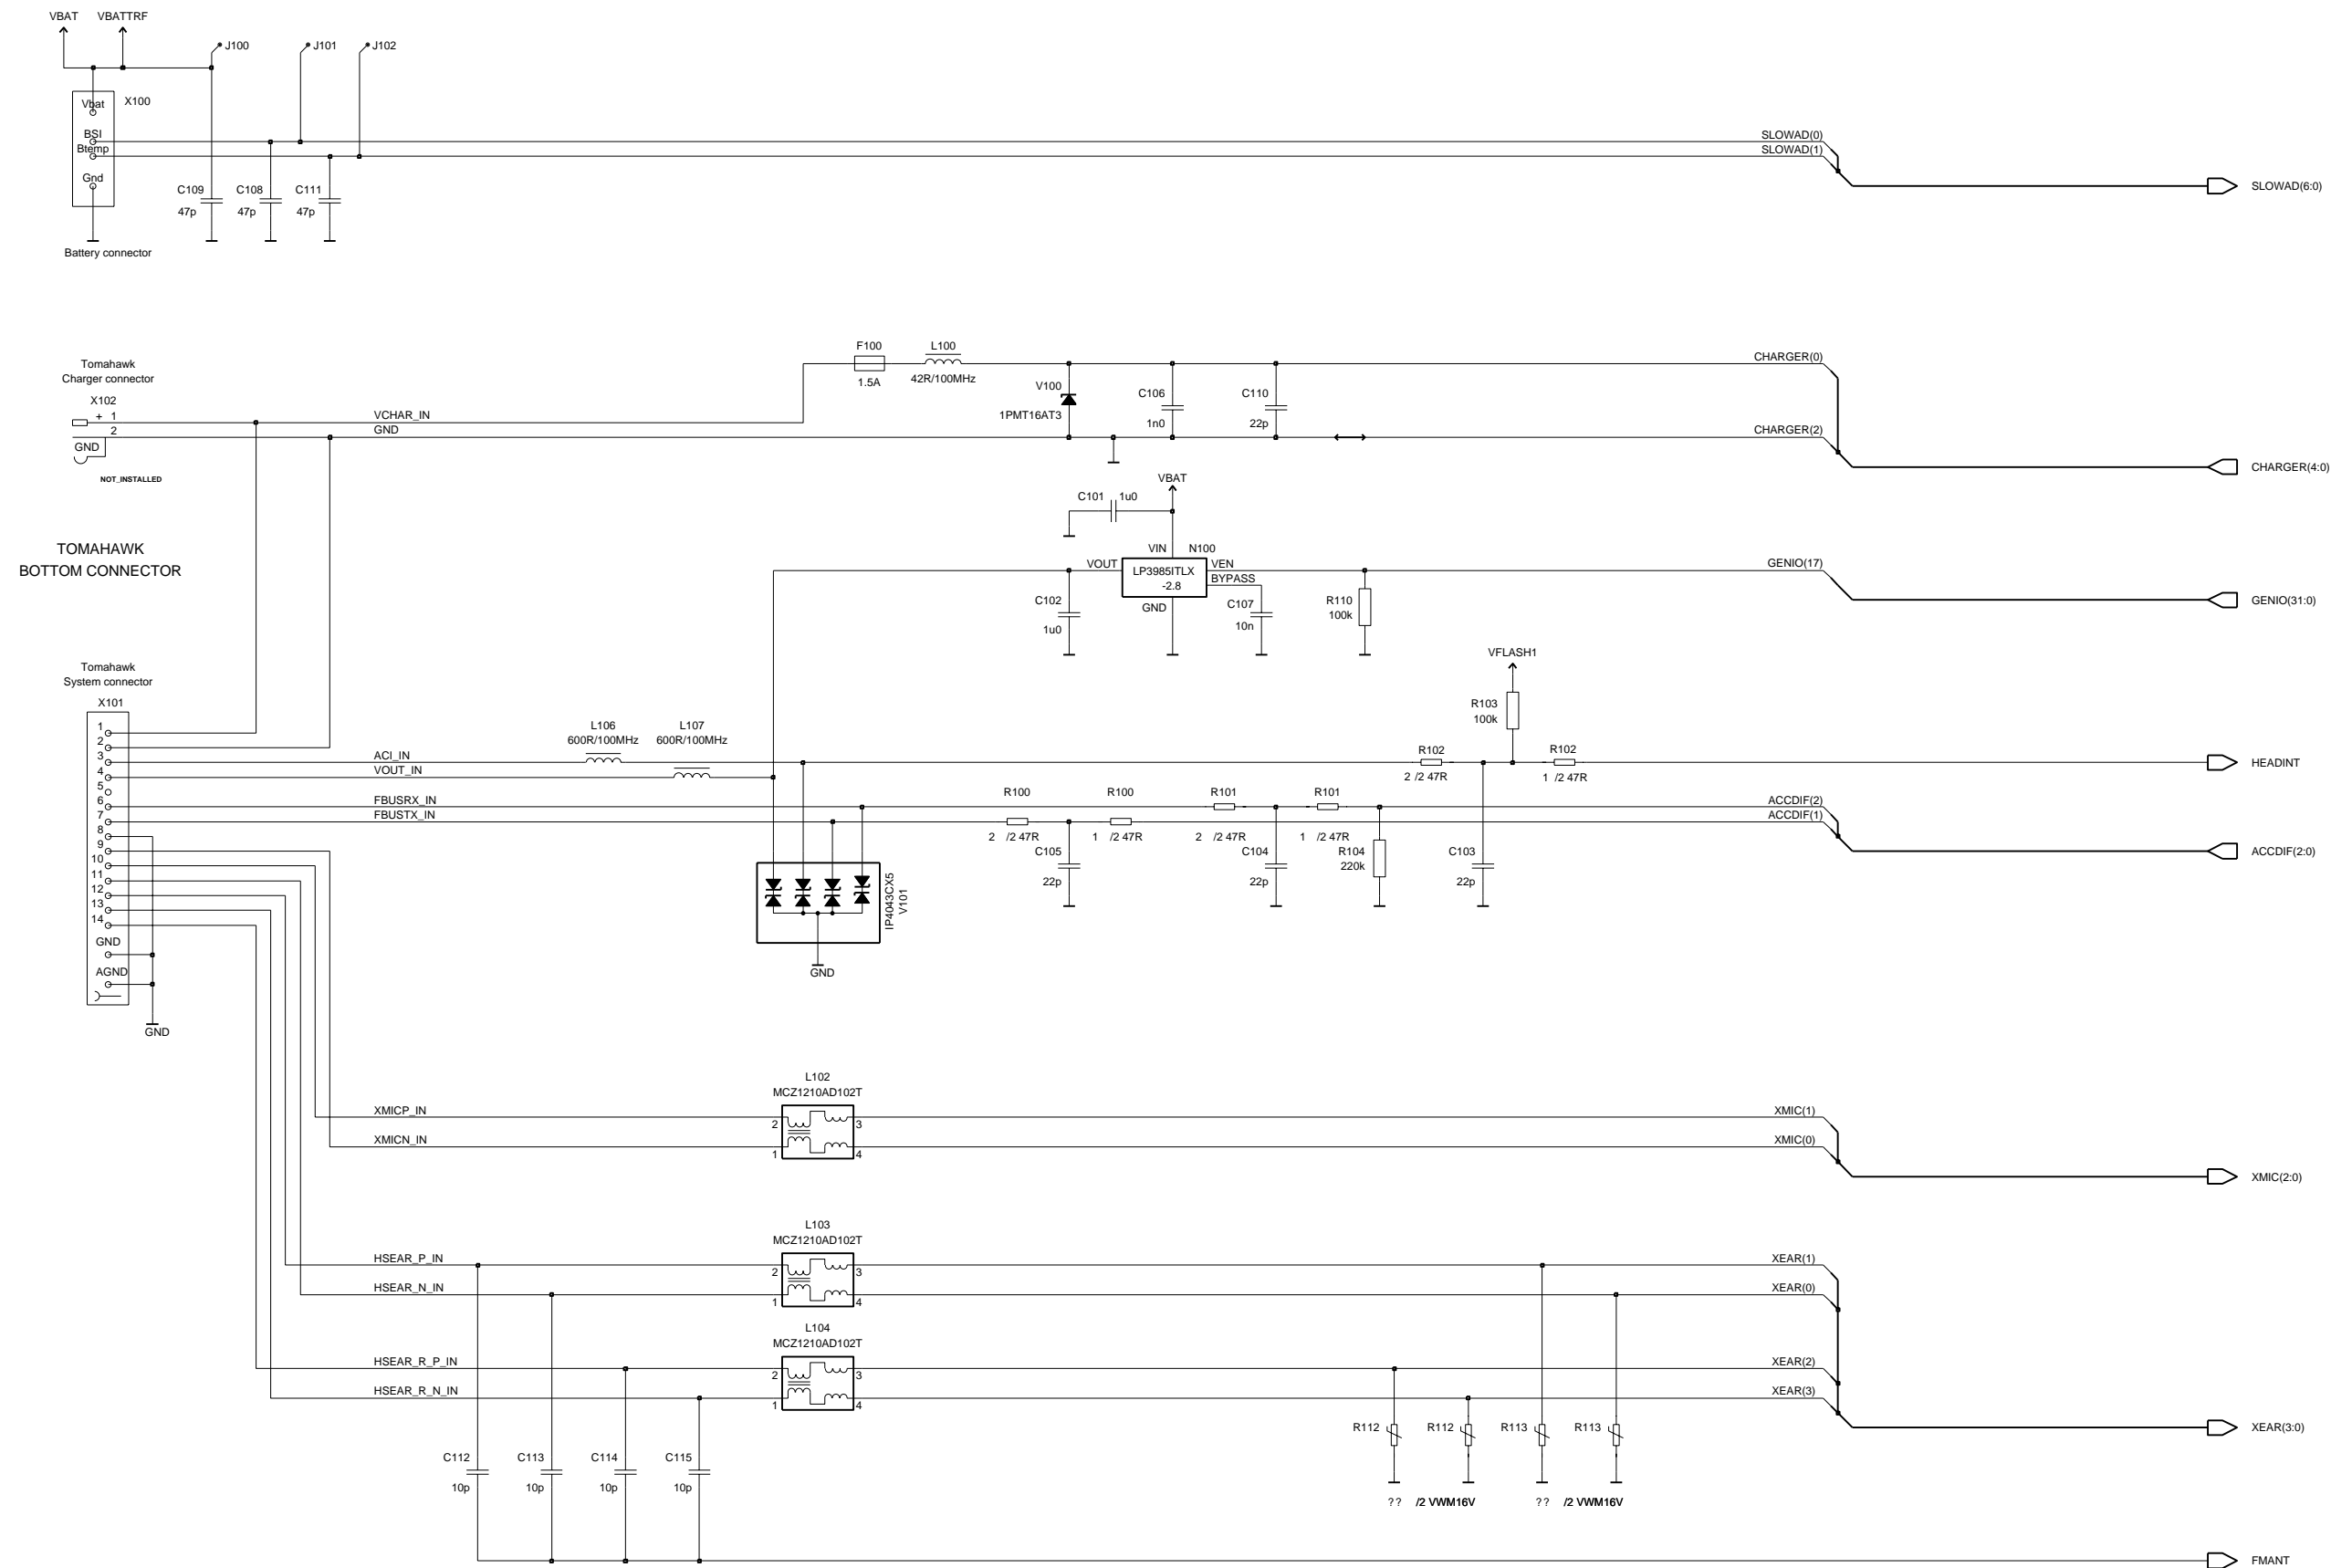 VBAT VBATTRF
J100 J101 J102
X100
Vbat
BSI
Btemp
Gnd
C109 C108 C111
47p 47p 47p
Battery connector
SLOWAD(0)
SLOWAD(1)
SLOWAD(6:0)
Tomahawk
Charger connector
X102
+ 1
2
GND
NOT_INSTALLED
VCHAR_IN
GND
F100
1.5A
L100
42R/100MHz
V100
1PMT16AT3
C106
1n0
C110
22p
CHARGER(0)
CHARGER(2)
CHARGER(4:0)
TOMAHAWK
BOTTOM CONNECTOR
VBAT
C101 1u0
VIN N100
VOUT
LP3985ITLX
-2.8
VEN
BYPASS
GND
C102
1u0
C107
10n
R110
100k
GENIO(17)
GENIO(31:0)
Tomahawk
System connector
X101
1
2
3
4
5
6
7
8
9
10
11
12
13
14
GND
AGND
GND
ACI_IN
VOUT_IN
FBUSRX_IN
FBUSTX_IN
L106
600R/100MHz
L107
600R/100MHz
VFLASH1
R103
100k
R102
2 /2 47R
R102
1 /2 47R
HEADINT
R100
2 /2 47R
R100
1 /2 47R
R101
2 /2 47R
R101
1 /2 47R
C105
22p
C104
22p
R104
220k
C103
22p
ACCDIF(2)
ACCDIF(1)
ACCDIF(2:0)
IP4043CX5
V101
GND
L102
MCZ1210AD102T
XMICP_IN
XMICN_IN
2 3
1 4
XMIC(1)
XMIC(0)
XMIC(2:0)
L103
MCZ1210AD102T
HSEAR_P_IN
HSEAR_N_IN
2 3
1 4
XEAR(1)
XEAR(0)
L104
MCZ1210AD102T
HSEAR_R_P_IN
HSEAR_R_N_IN
2 3
1 4
XEAR(2)
XEAR(3)
XEAR(3:0)
R112 R112 R113 R113
?? /2 VWM16V ?? /2 VWM16V
C112 C113 C114 C115
10p 10p 10p 10p
FMANT